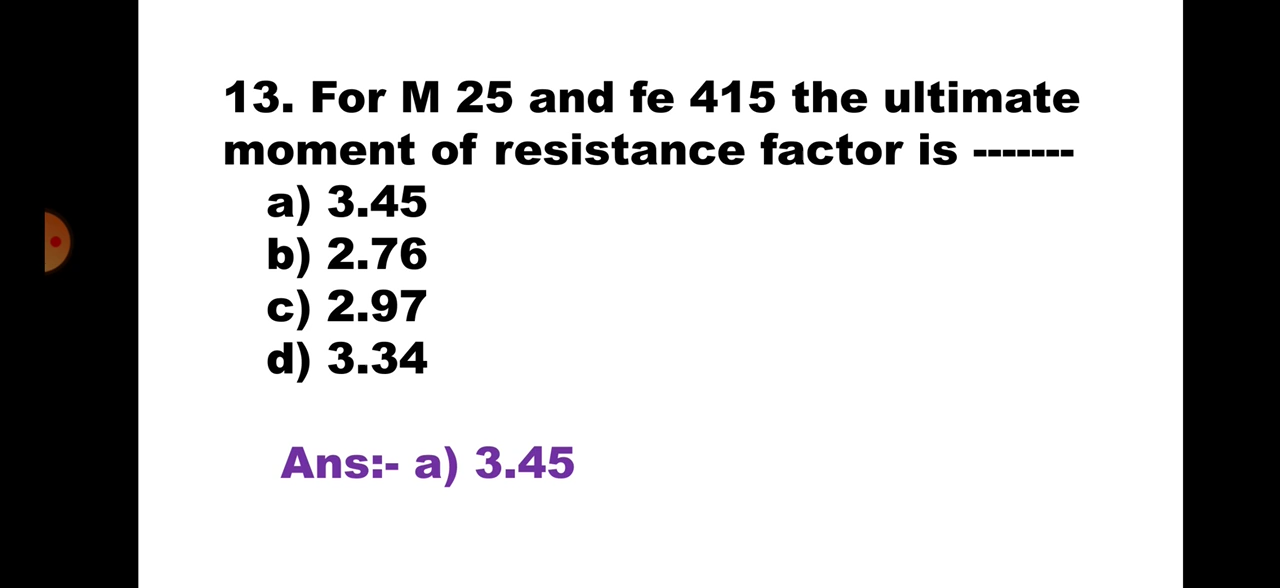 13. For M 25 and fe 415 the ultimate
moment of resistance factor is -------
a) 3.45
b) 2.76
c) 2.97
d) 3.34
Ans:- a) 3.45